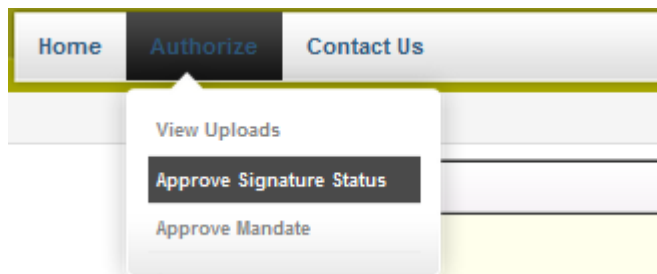 Home Authorize Contact Us
View Uploads
Approve Signature Status
Approve Mandate